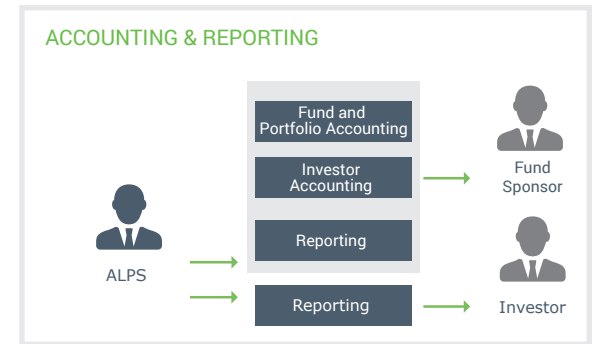 ACCOUNTING & REPORTING
Fund and
Portfolio Accounting
Investor
Accounting
Reporting
Fund
Sponsor
ALPS
Reporting
Investor